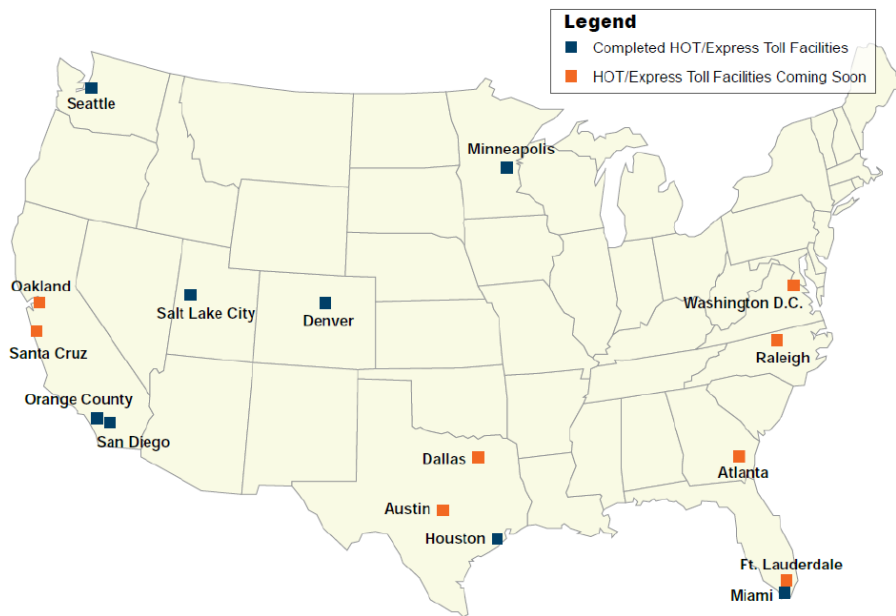 Legend
Completed HOT/Express Toll Facilities
HOT/Express Toll Facilities Coming Soon
Seattle
Minneapolis
Oakland
Salt Lake City
Denver
Washington D.C.
Santa Cruz
Raleigh
Orange County
San Diego
Dallas
Atlanta
Austin
Houston
Ft. Lauderdale
Miami